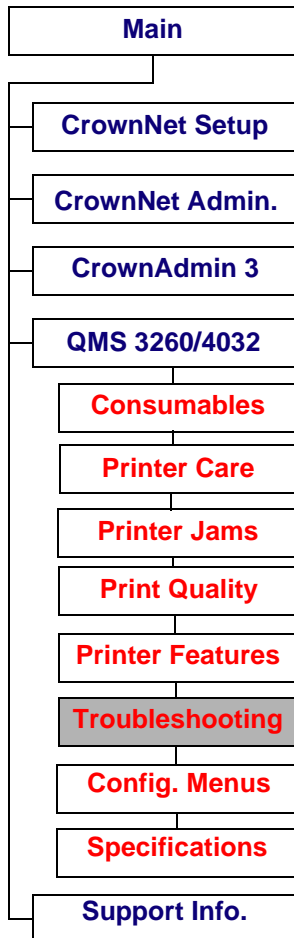 Main
CrownNet Setup
CrownNet Admin.
CrownAdmin 3
QMS 3260/4032
Consumables
Printer Care
Printer Jams
Print Quality
Printer Features
Troubleshooting
Config. Menus
Specifications
Support Info.